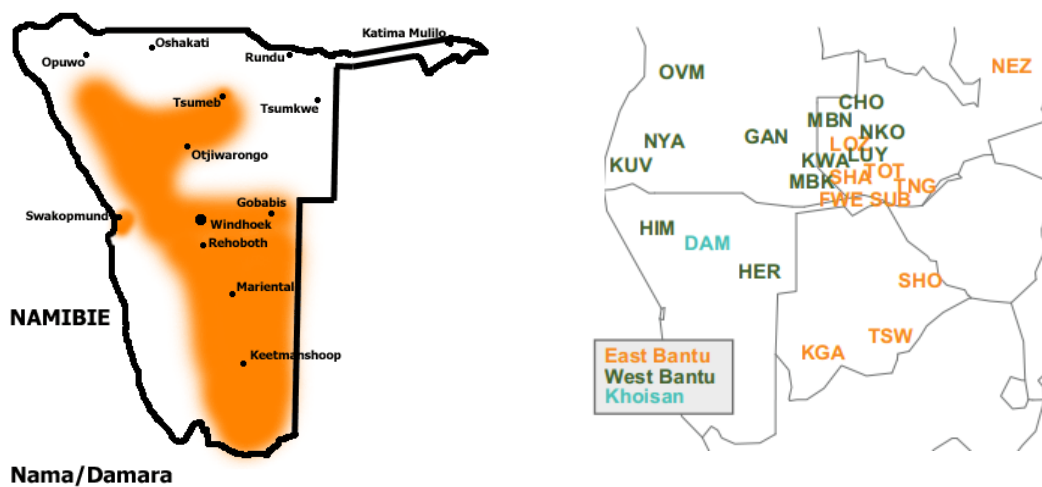 Katima Mulilo
Oshakati
Opuwo
Rundu
Tsumeb
Tsumkwe
Otjiwarongo
Gobabis
Swakopmund
Windhoek
Rehoboth
Mariental
NAMIBIE
Keetmanshoop
Nama/Damara
OVM
NEZ
CHO
MBN
NKO
GAN
NYA
LOZ
LUY
KUV
KWA
TOT
SHA
MBK
TNG
FWE SUB
HIM
DAM
HER
SHO
TSW
KGA
East Bantu
West Bantu
Khoisan